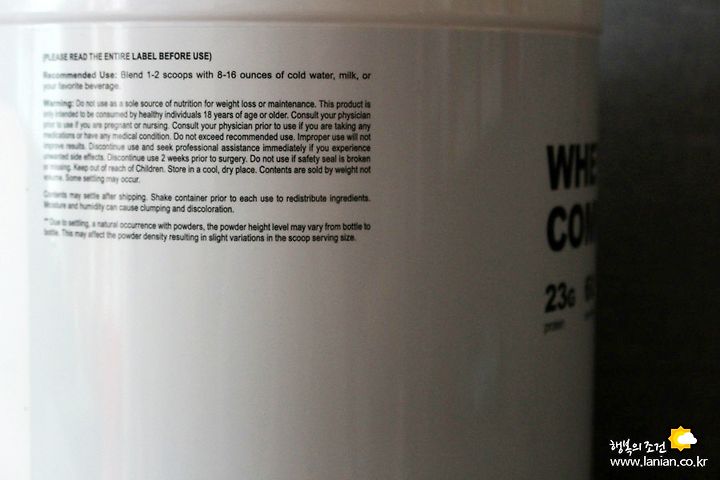 (PLEASE READ THE ENTIRE LABEL BEFORE USE)
Recommended Use: Blend 1-2 scoops with 8-16 ounces of cold water, milk, or
your favorite beverage.
Warning: Do not use as a sole source of nutrition for weight loss or maintenance. This product is
only intended to be consumed by healthy individuals 18 years of age or older. Consult your physician
prior to use if you are pregnant or nursing. Consult your physician prior to use if you are taking any
medications or have any medical condition. Do not exceed recommended use. Improper use will not
improve results. Discontinue use and seek professional assistance immediately if you experience
unwanted side effects. Discontinue use 2 weeks prior to surgery. Do not use if safety seal is broken
or missing. Keep out of reach of Children. Store in a cool, dry place. Contents are sold by weight not
volume. Some settling may occur.
Contents may settle after shipping. Shake container prior to each use to redistribute ingredients.
Moisture and humidity can cause clumping and discoloration.
** Due to settling, a natural occurrence with powders, the powder height level may vary from bottle to
bottle. This may affect the powder density resulting in slight variations in the scoop serving size.
WHE
COM
23G
protein
행복의 조건
www.lanian.co.kr